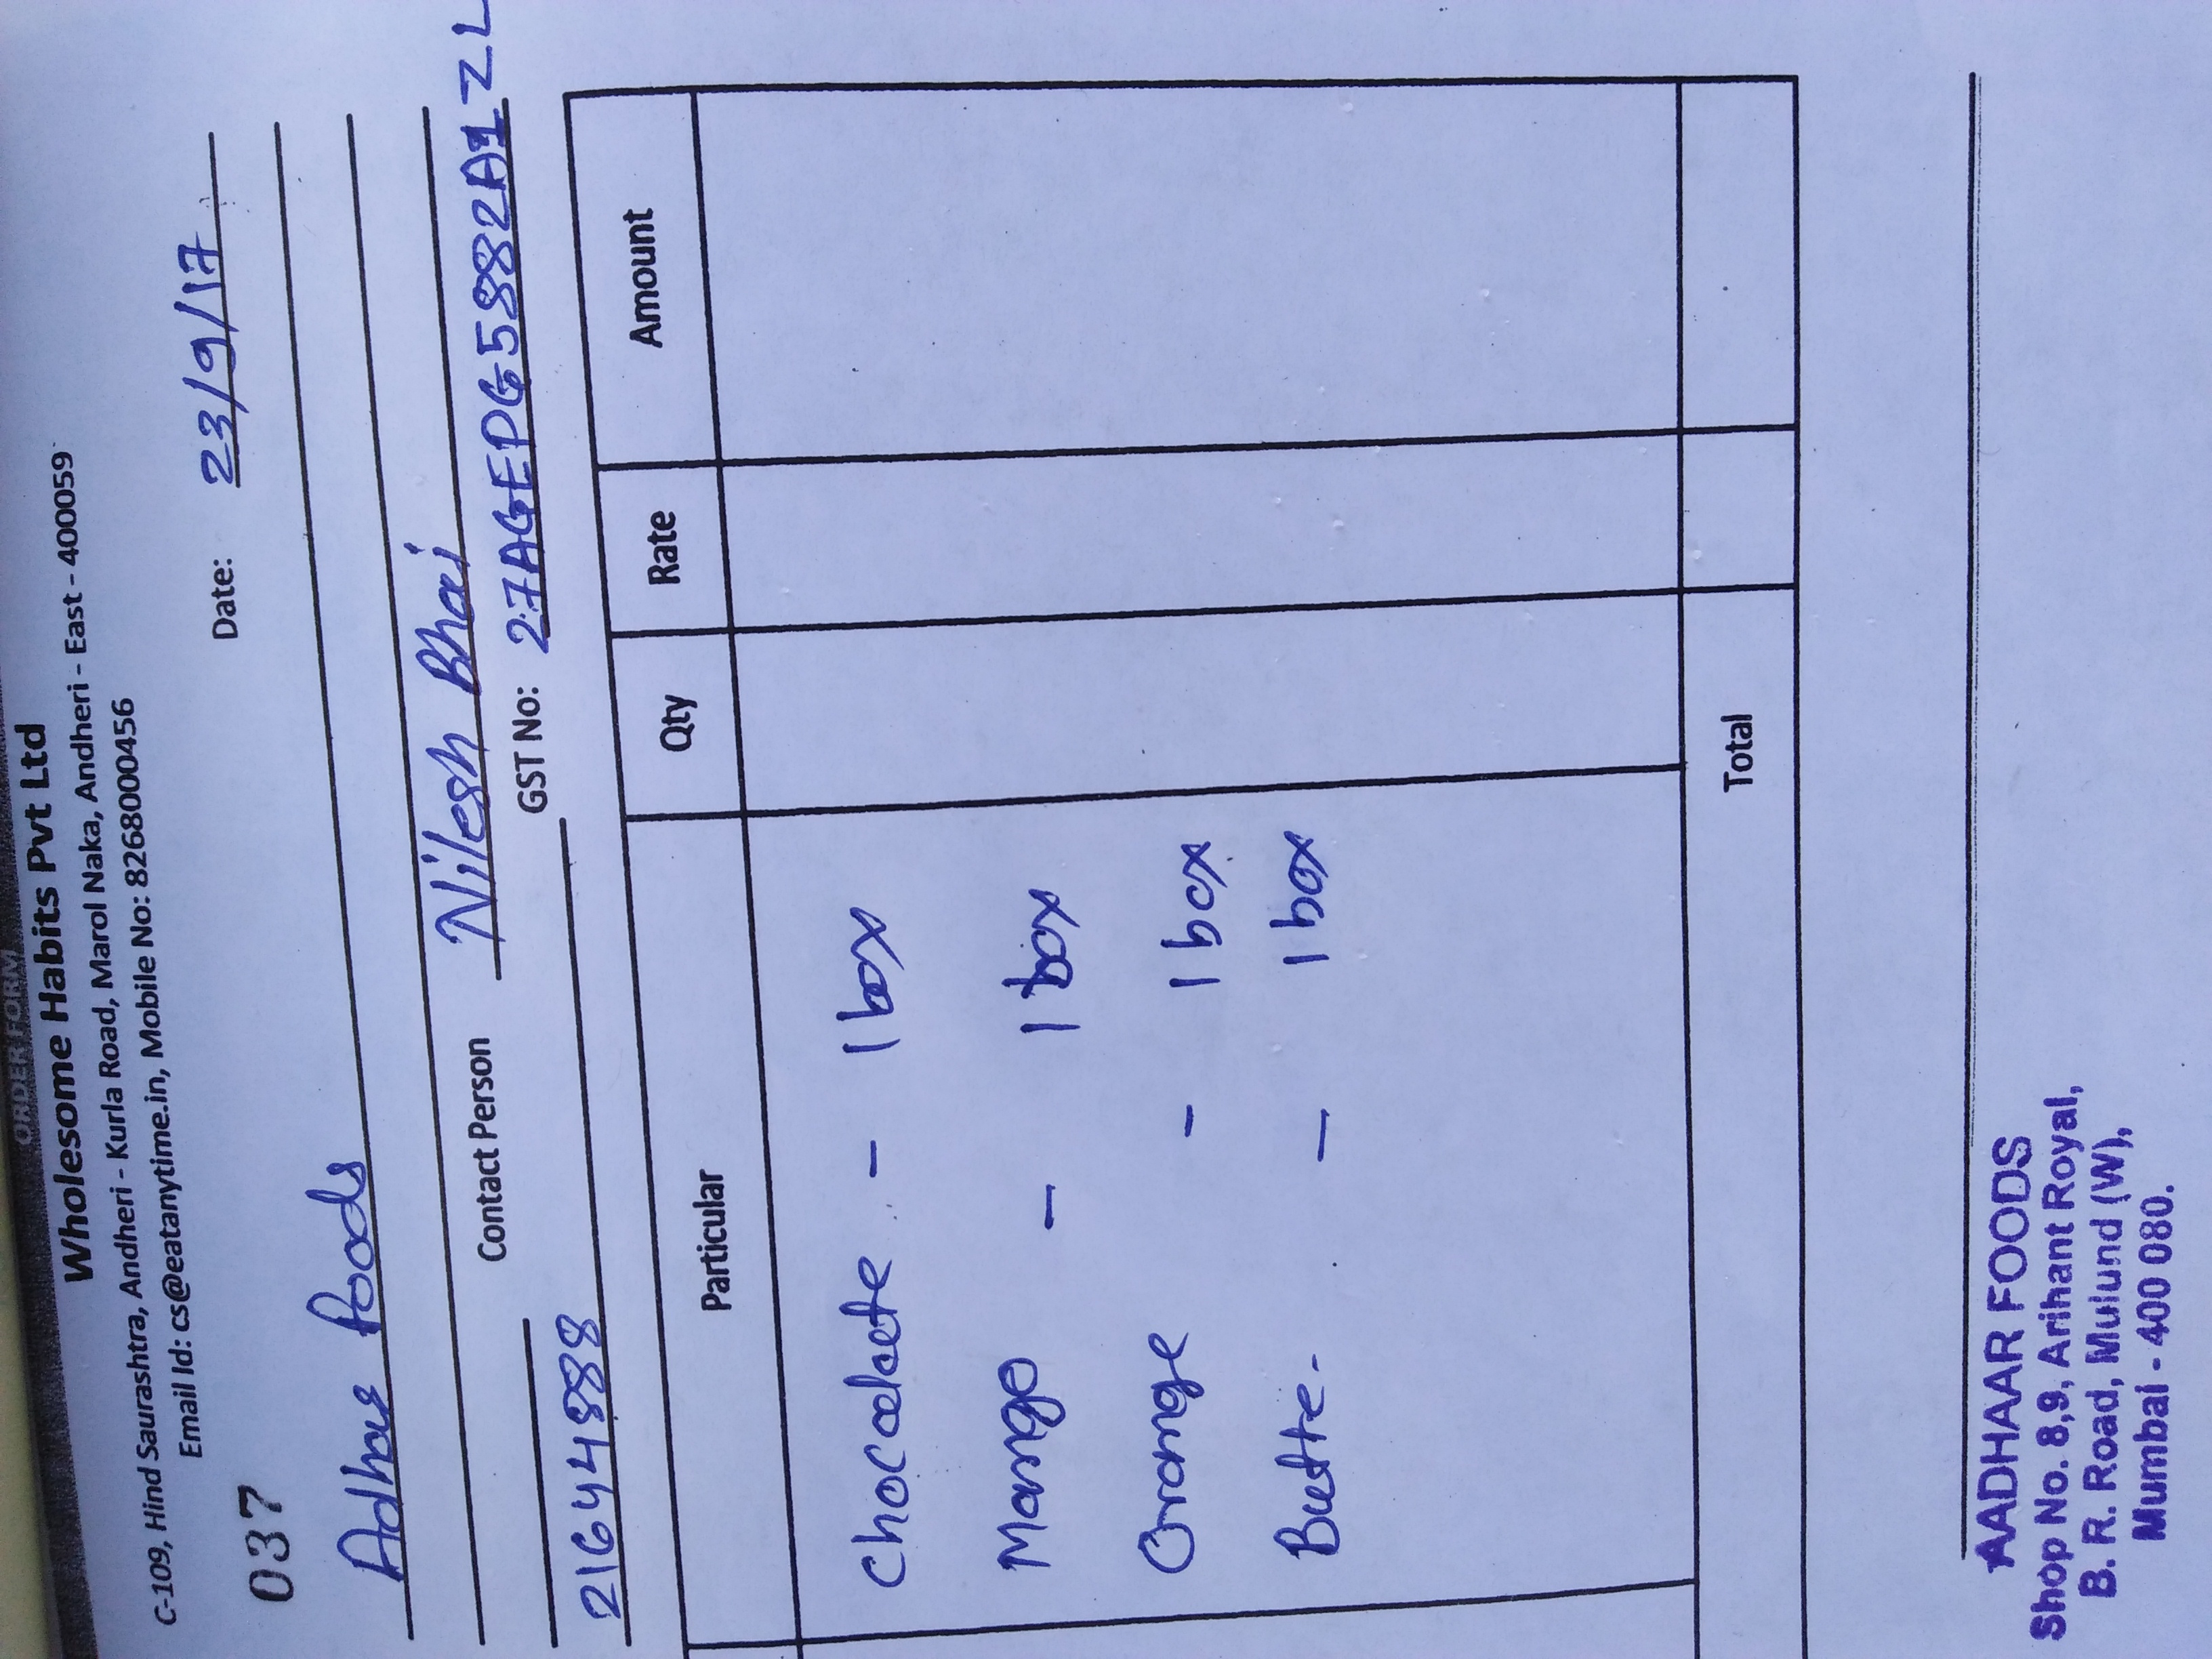 ORDER FORM
Wholesome Habits Pvt Ltd
C-109, Hind Saurashtra, Andheri - Kurla Road, Marol Naka, Andheri - East - 400059
Email Id: cs@eatanytime.in, Mobile No: 8268000456
037 Date: 23/9/17
Adhar foods
Contact Person Nilesh Bhai
21644888 GST No: 27AGEPG5882A1ZL
Particular Qty Rate Amount
chocolate - 1 box
Mango - 1 box
Orange - 1 box
Butte. - 1 box
Total
AADHAAR FOODS
Shop No. 8,9, Arihant Royal,
B. R. Road, Mulund (W),
Mumbai - 400 080.